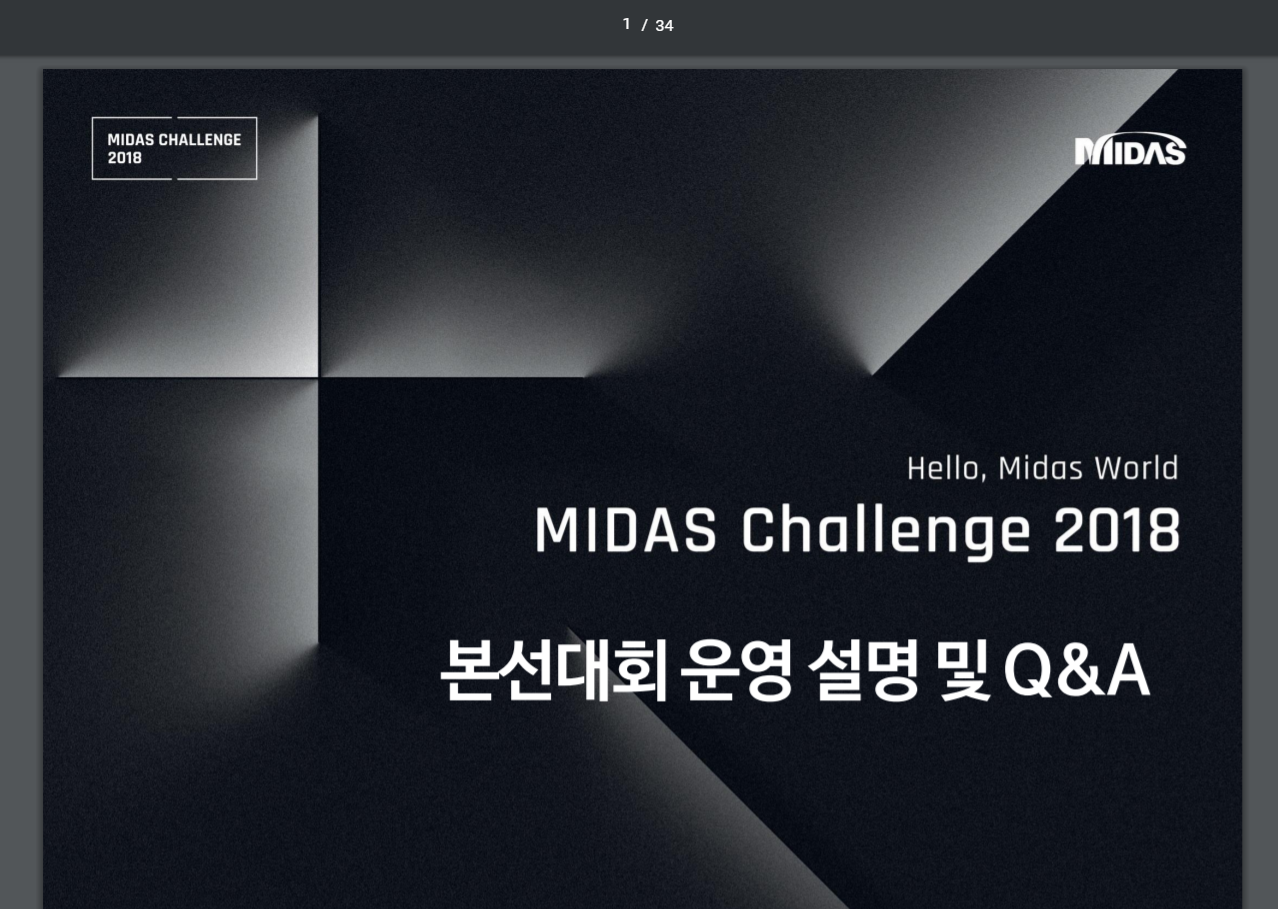 1 / 34
MIDAS CHALLENGE
2018
MIDAS
Hello, Midas World
MIDAS Challenge 2018
본선대회 운영 설명 및 Q&A